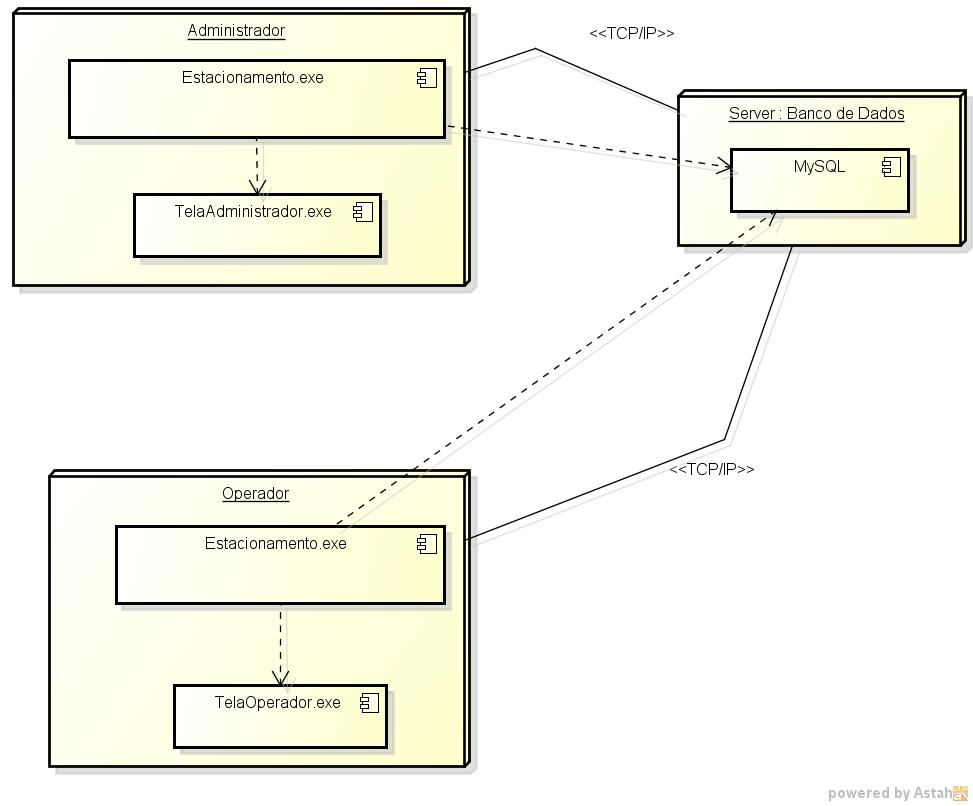 Administrador
Estacionamento.exe
TelaAdministrador.exe
<<TCP/IP>>
Server : Banco de Dados
MySQL
<<TCP/IP>>
Operador
Estacionamento.exe
TelaOperador.exe
powered by Astah